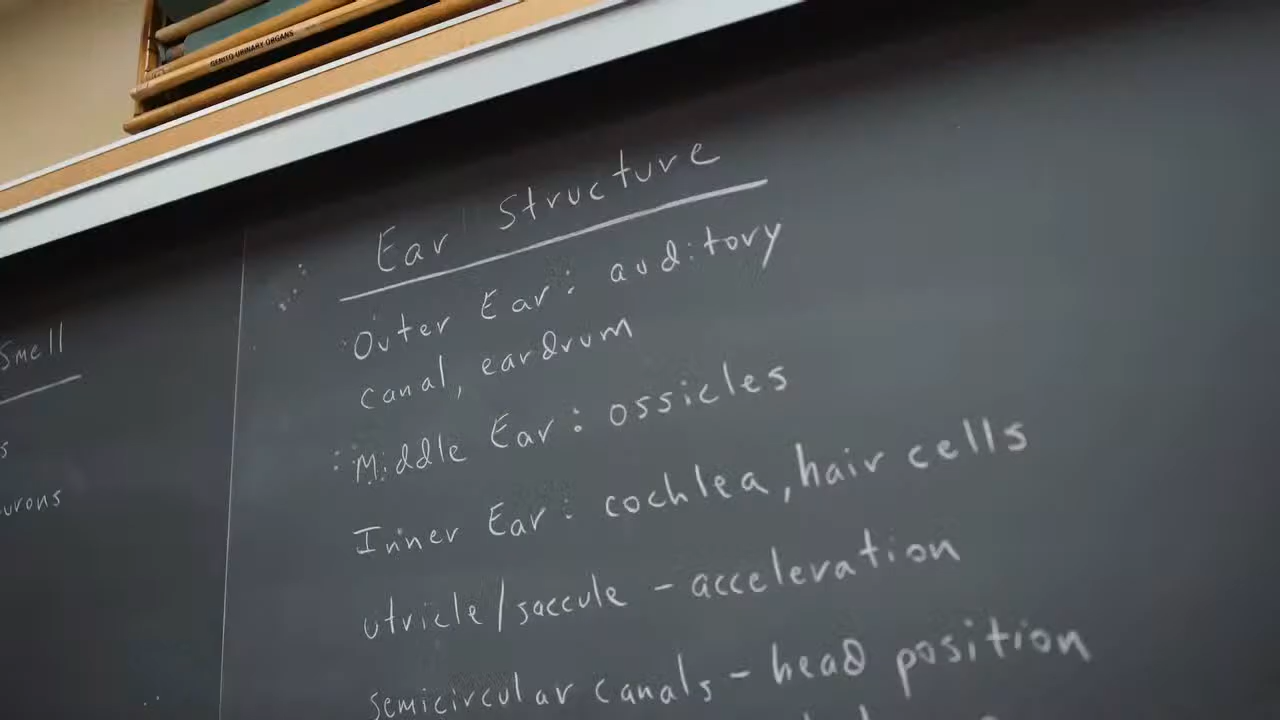 GENITO-URINARY ORGANS
Smell
Ear Structure
Outer Ear: auditory
canal, eardrum
Middle Ear: ossicles
Inner Ear: cochlea, hair cells
utricle/saccule - acceleration
semicircular canals - head position